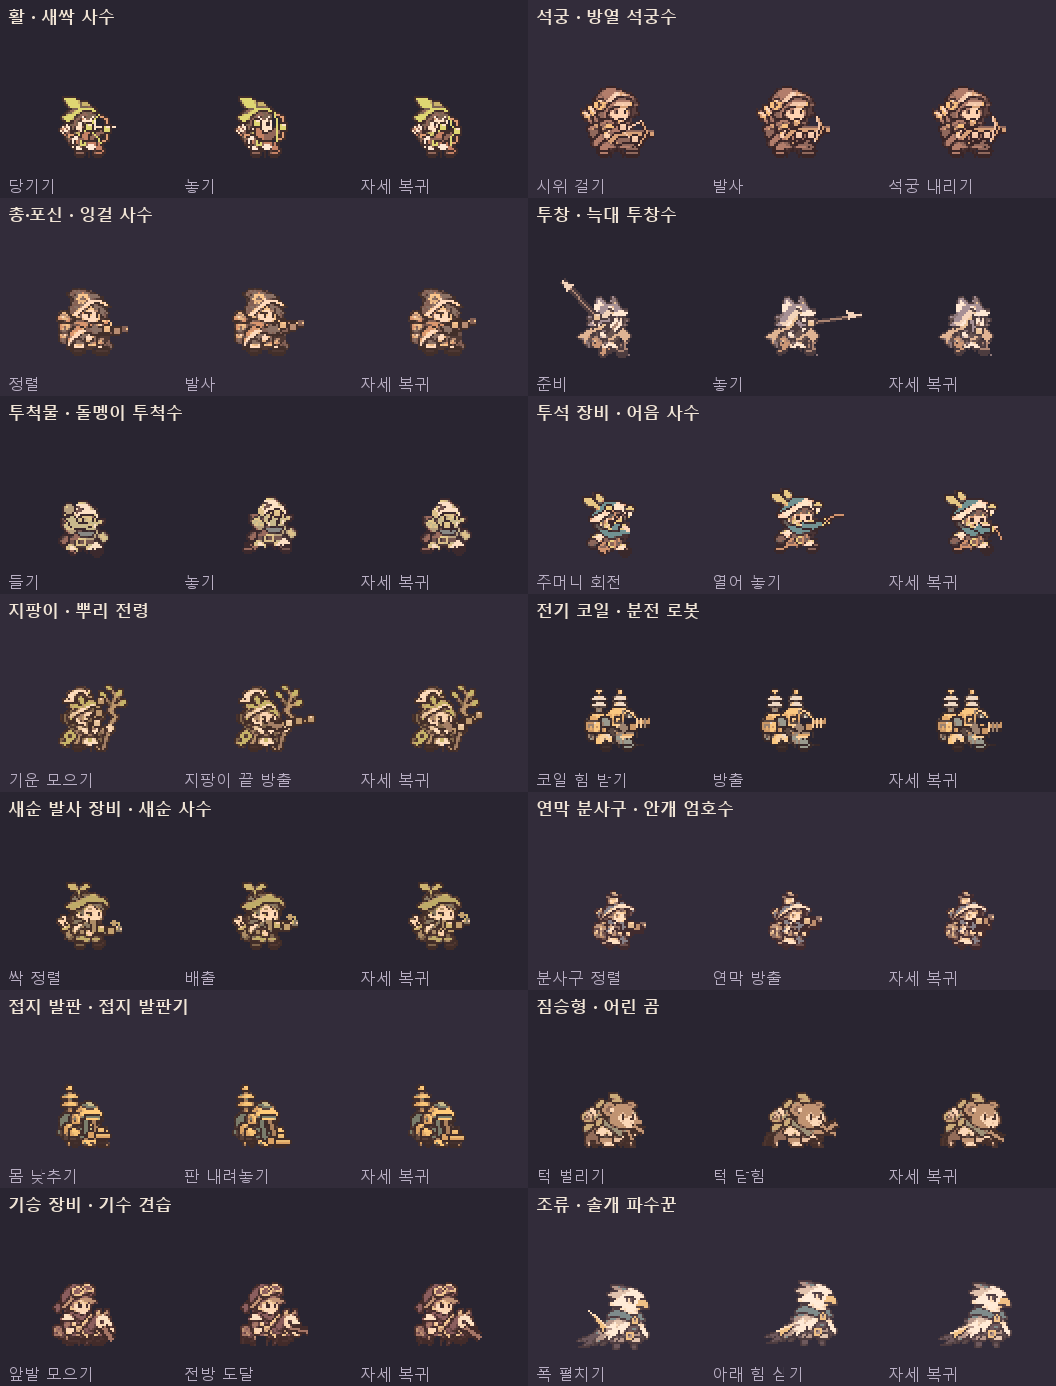 활 · 새싹 사수
당기기 놓기 자세 복귀
석궁 · 방열 석궁수
시위 걸기 발사 석궁 내리기
총·포신 · 잉걸 사수
정렬 발사 자세 복귀
투창 · 늑대 투창수
준비 놓기 자세 복귀
투척물 · 돌멩이 투척수
들기 놓기 자세 복귀
투석 장비 · 어음 사수
주머니 회전 열어 놓기 자세 복귀
지팡이 · 뿌리 전령
기운 모으기 지팡이 끝 방출 자세 복귀
전기 코일 · 분전 로봇
코일 힘 받기 방출 자세 복귀
새순 발사 장비 · 새순 사수
싹 정렬 배출 자세 복귀
연막 분사구 · 안개 엄호수
분사구 정렬 연막 방출 자세 복귀
접지 발판 · 접지 발판기
몸 낮추기 판 내려놓기 자세 복귀
짐승형 · 어린 곰
턱 벌리기 턱 닫힘 자세 복귀
기승 장비 · 기수 견습
앞발 모으기 전방 도달 자세 복귀
조류 · 솔개 파수꾼
폭 펼치기 아래 힘 싣기 자세 복귀